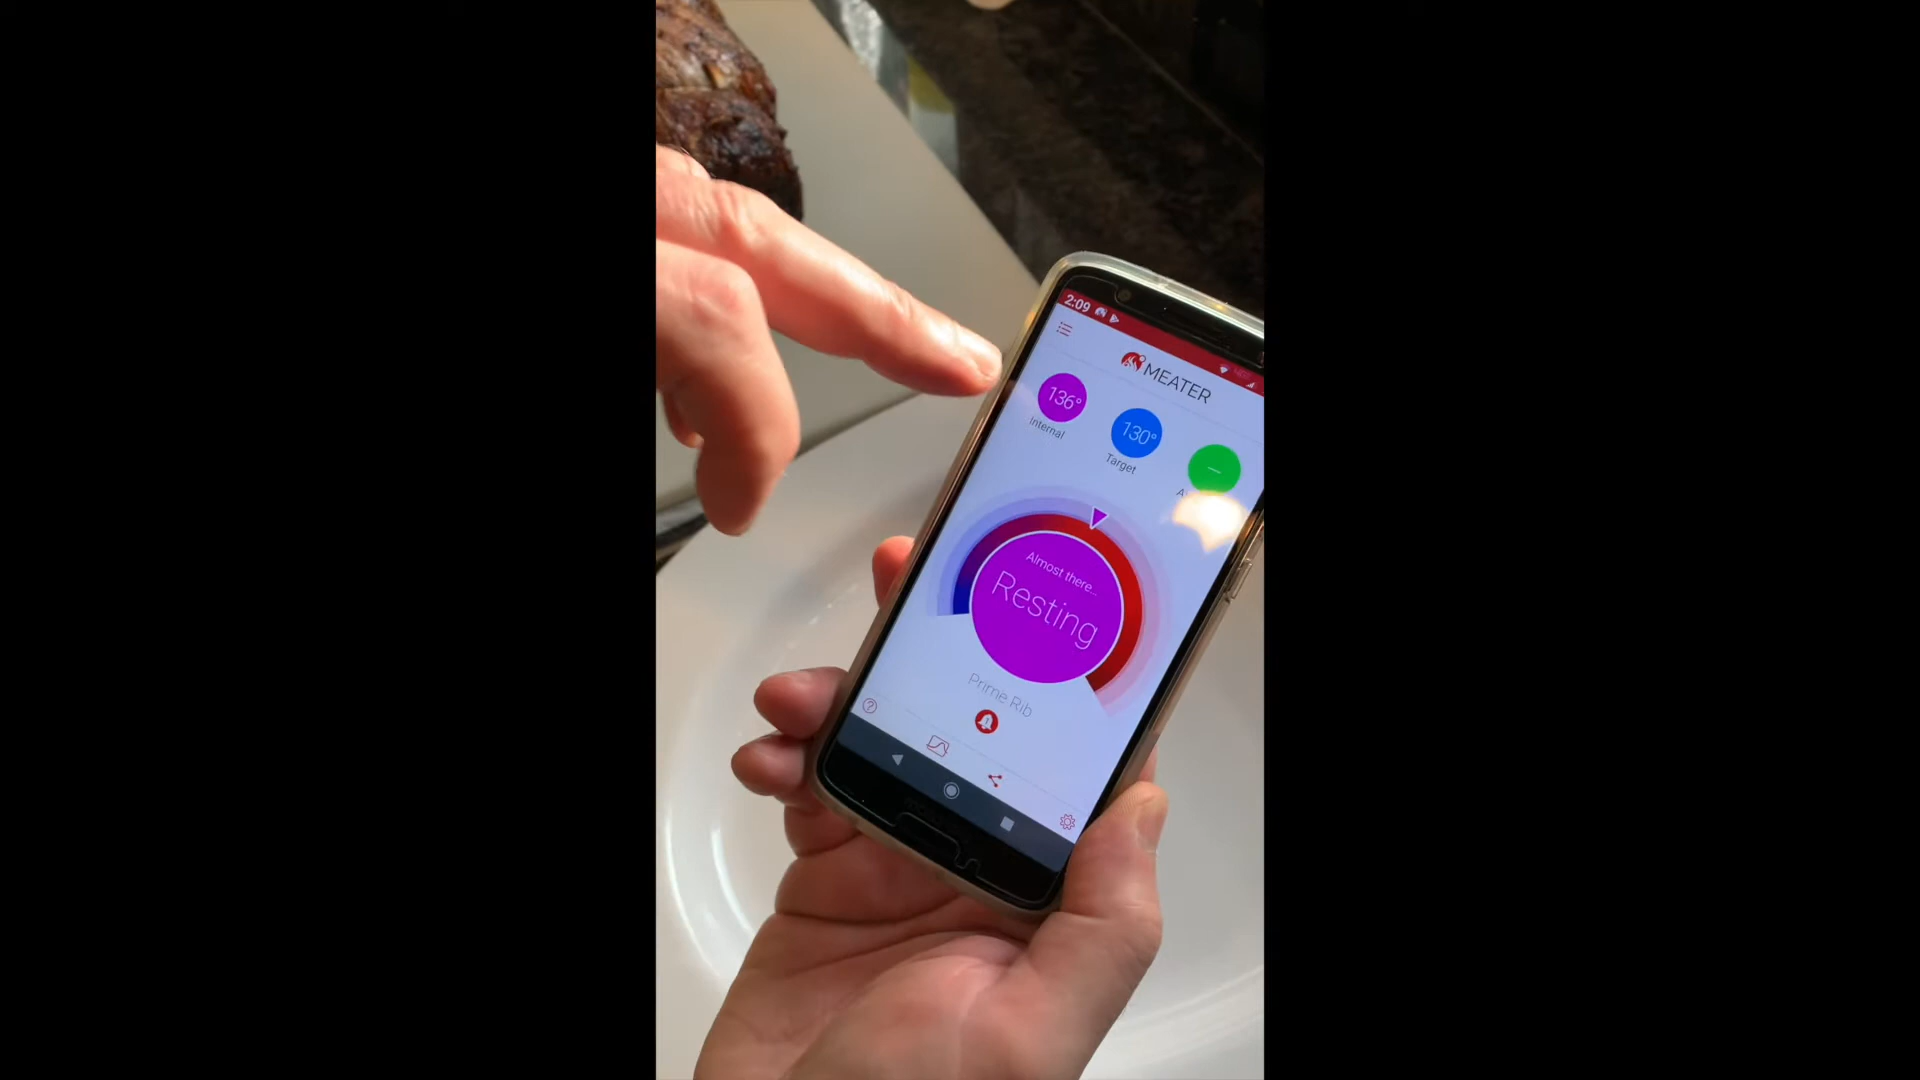 2:09
MEATER
136°
Internal
130°
Target
—
Almost there...
Resting
Prime Rib